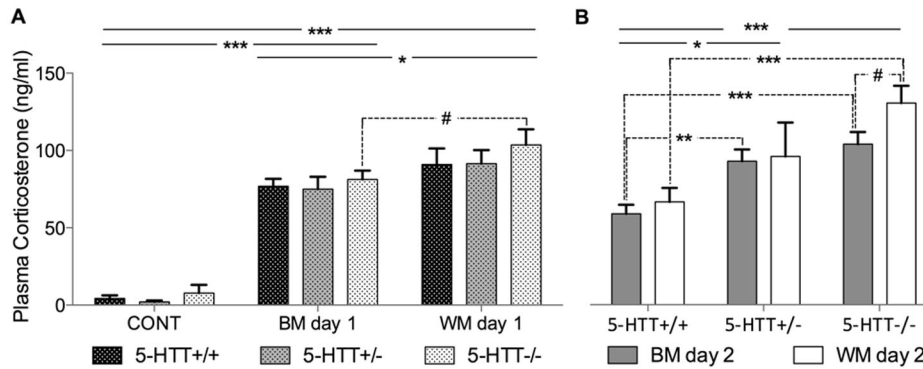 A
B
Plasma Corticosterone (ng/ml)
150
100
50
0
***
***
*
#
CONT
BM day 1
WM day 1
5-HTT+/+
5-HTT+/-
5-HTT-/-
***
*
***
#
***
**
5-HTT+/+
5-HTT+/-
5-HTT-/-
BM day 2
WM day 2